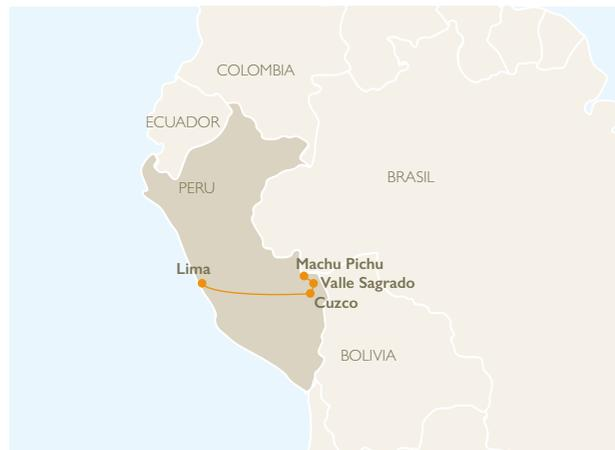 COLOMBIA
ECUADOR
BRASIL
PERU
Machu Pichu
Lima
Valle Sagrado
Cuzco
BOLIVIA